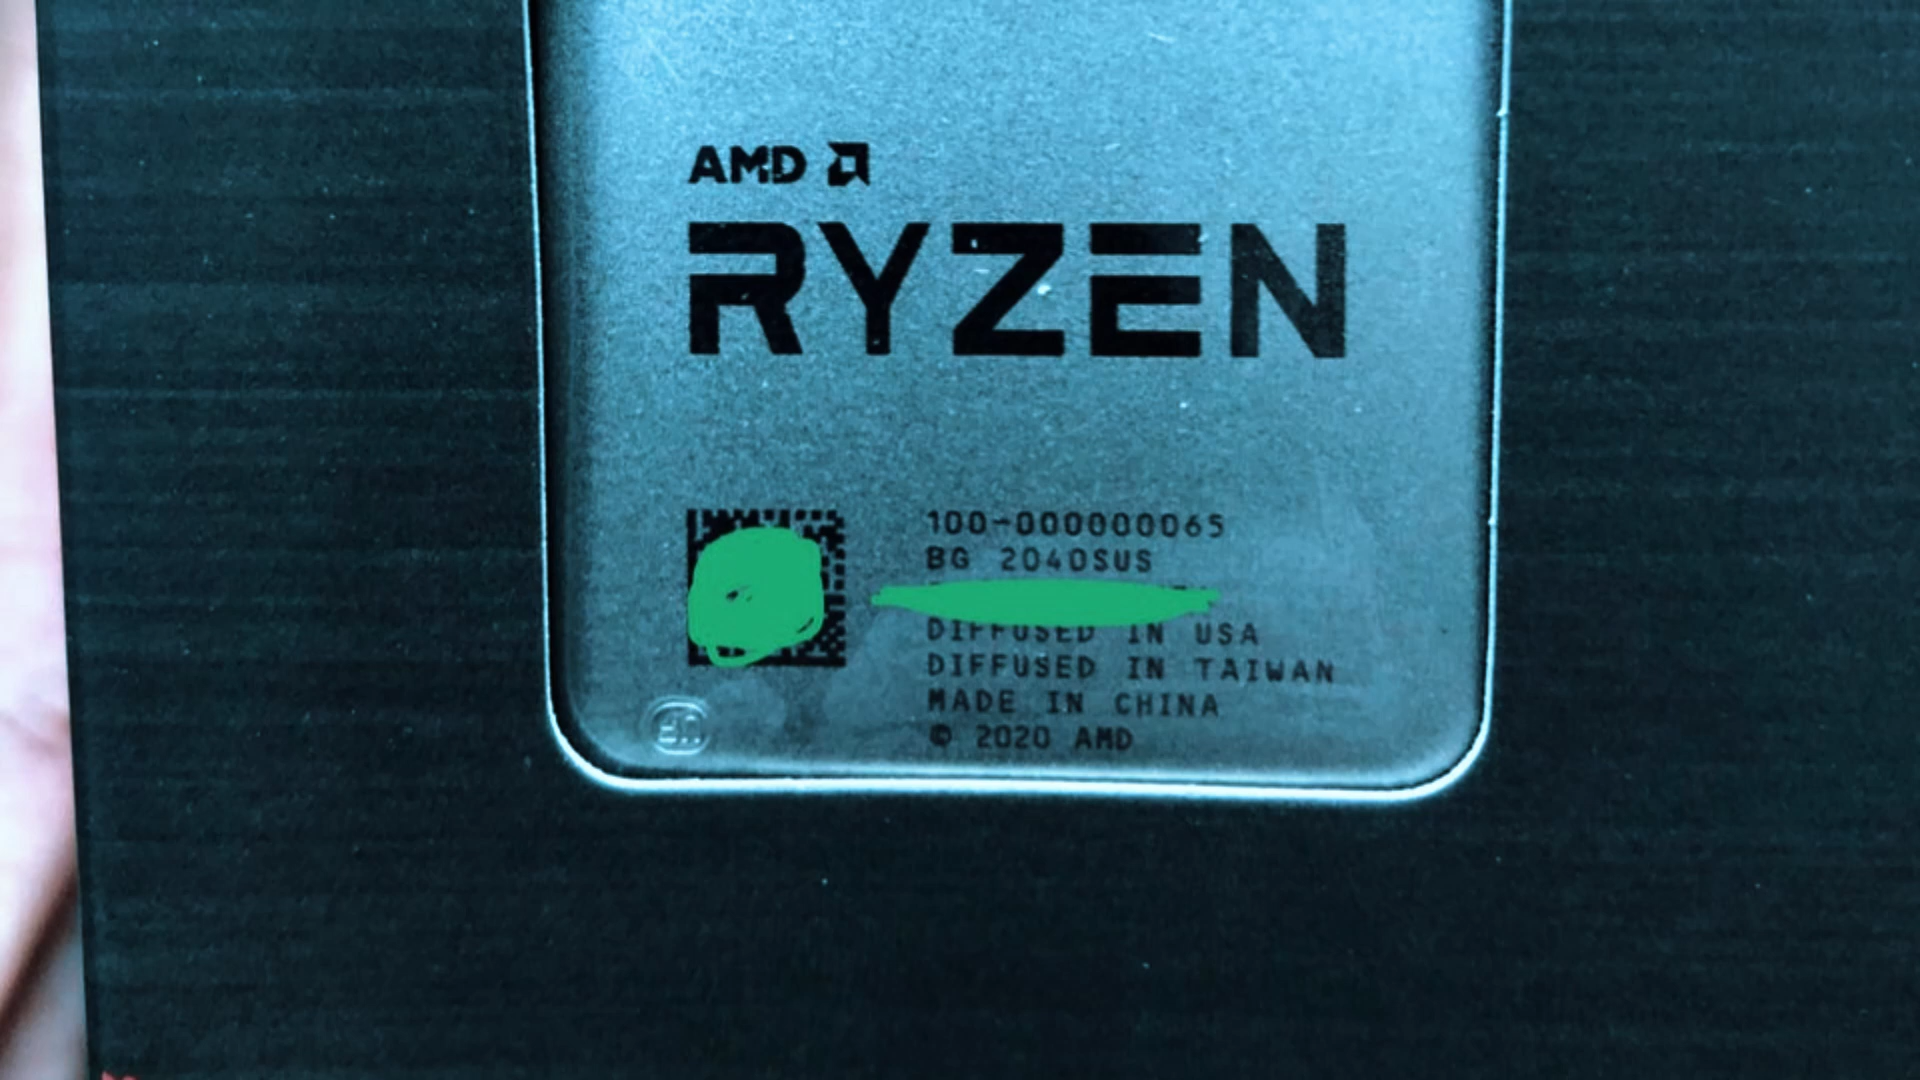 AMD
RYZEN
100-000000065
BG 2040SUS
DIFFUSED IN USA
DIFFUSED IN TAIWAN
MADE IN CHINA
© 2020 AMD